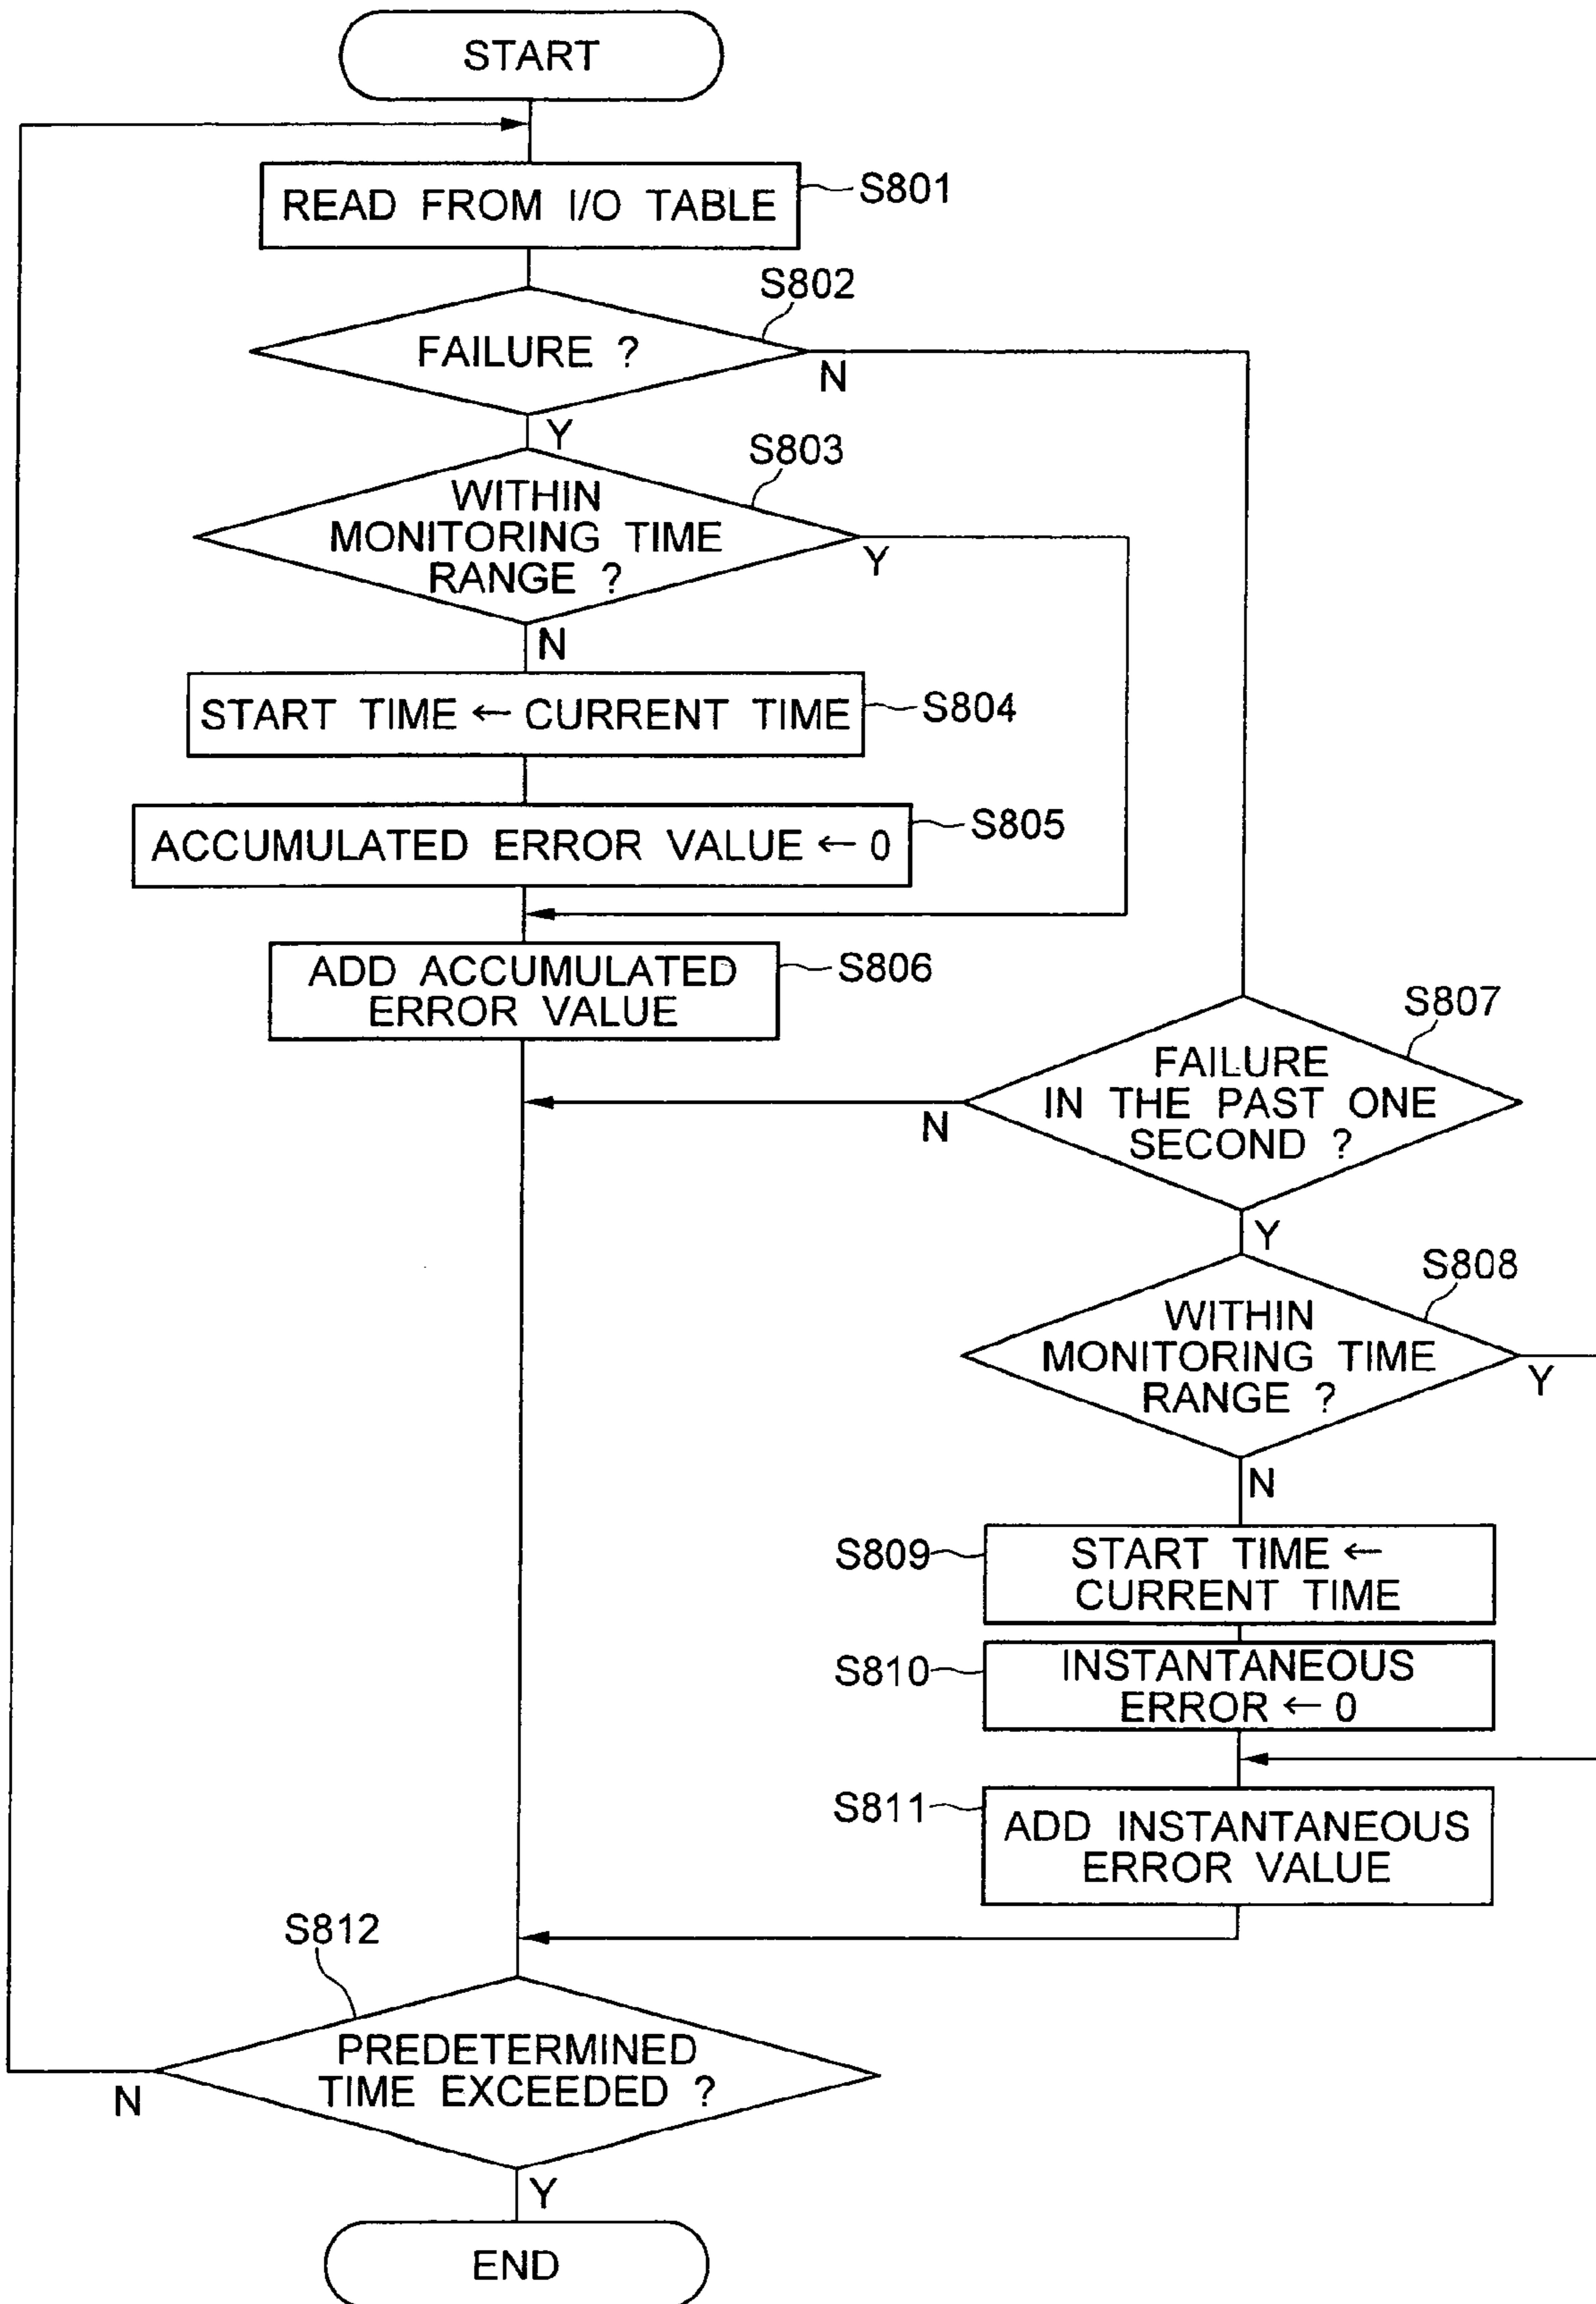 START
READ FROM I/O TABLE
S801
S802
FAILURE ?
N
Y
S803
WITHIN
MONITORING TIME
RANGE ?
Y
N
START TIME ← CURRENT TIME
S804
ACCUMULATED ERROR VALUE ← 0
S805
ADD ACCUMULATED
ERROR VALUE
S806
S807
FAILURE
IN THE PAST ONE
SECOND ?
N
Y
S808
WITHIN
MONITORING TIME
RANGE ?
Y
N
S809
START TIME ←
CURRENT TIME
S810
INSTANTANEOUS
ERROR ← 0
S811
ADD INSTANTANEOUS
ERROR VALUE
S812
PREDETERMINED
TIME EXCEEDED ?
N
Y
END